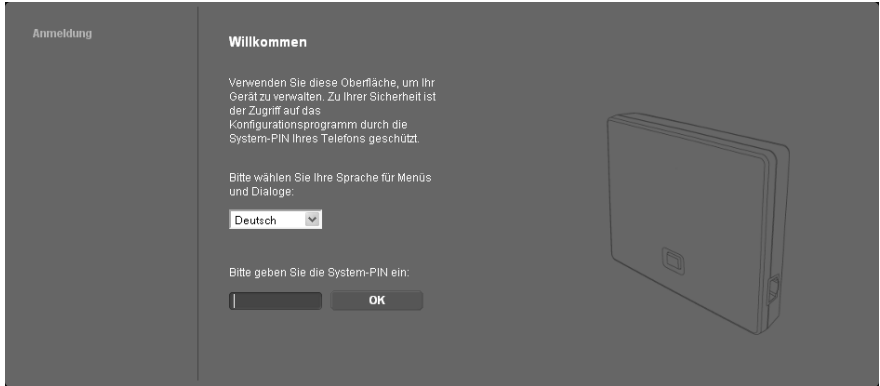 Anmeldung
Willkommen
Verwenden Sie diese Oberfläche, um Ihr
Gerät zu verwalten. Zu Ihrer Sicherheit ist
der Zugriff auf das
Konfigurationsprogramm durch die
System-PIN Ihres Telefons geschützt.
Bitte wählen Sie Ihre Sprache für Menüs
und Dialoge:
Deutsch
Bitte geben Sie die System-PIN ein:
OK